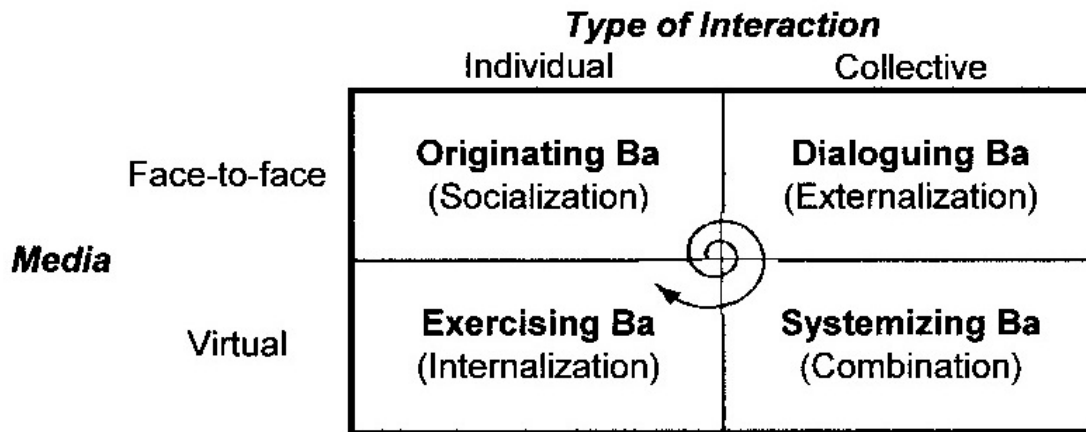 Type of Interaction
Individual Collective
Face-to-face
Originating Ba Dialoguing Ba
(Socialization) (Externalization)
Media
Virtual
Exercising Ba Systemizing Ba
(Internalization) (Combination)